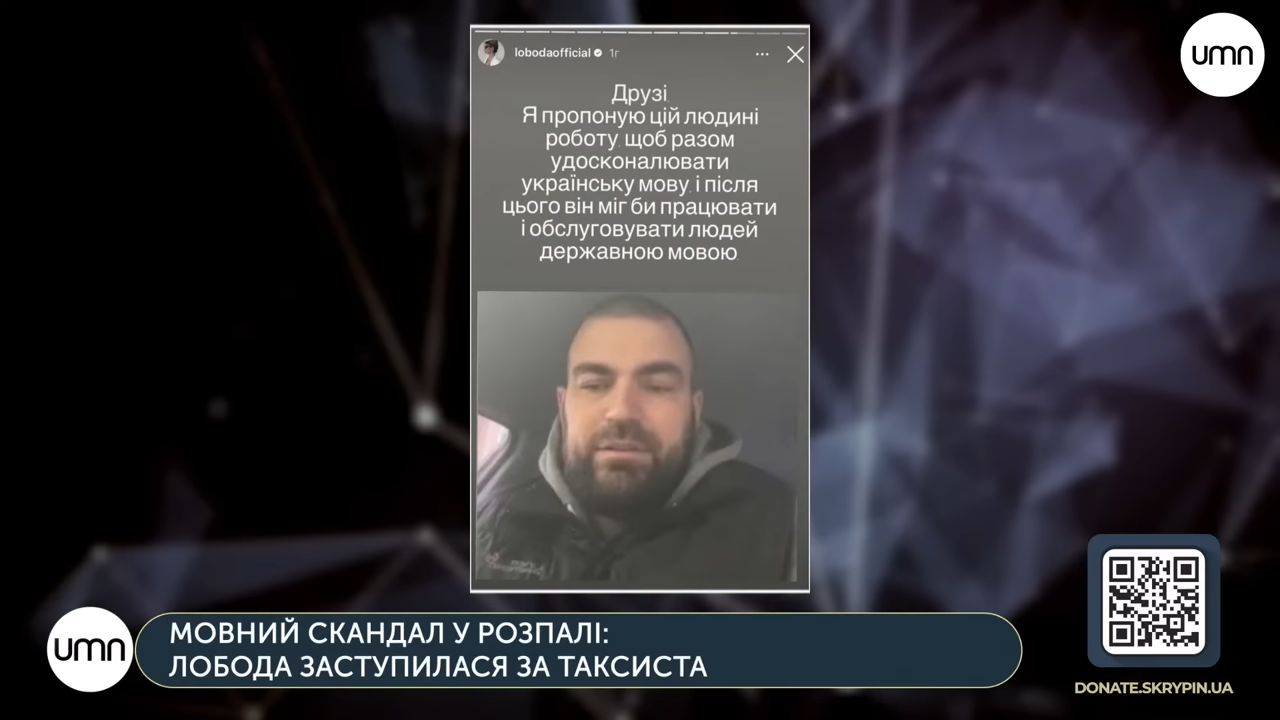 umn
lobodaofficial 1г
Друзі
Я пропоную цій людині
роботу, щоб разом
удосконалювати
українську мову, і після
цього він міг би працювати
і обслуговувати людей
державною мовою
umn
МОВНИЙ СКАНДАЛ У РОЗПАЛІ:
ЛОБОДА ЗАСТУПИЛАСЯ ЗА ТАКСИСТА
DONATE.SKRYPIN.UA